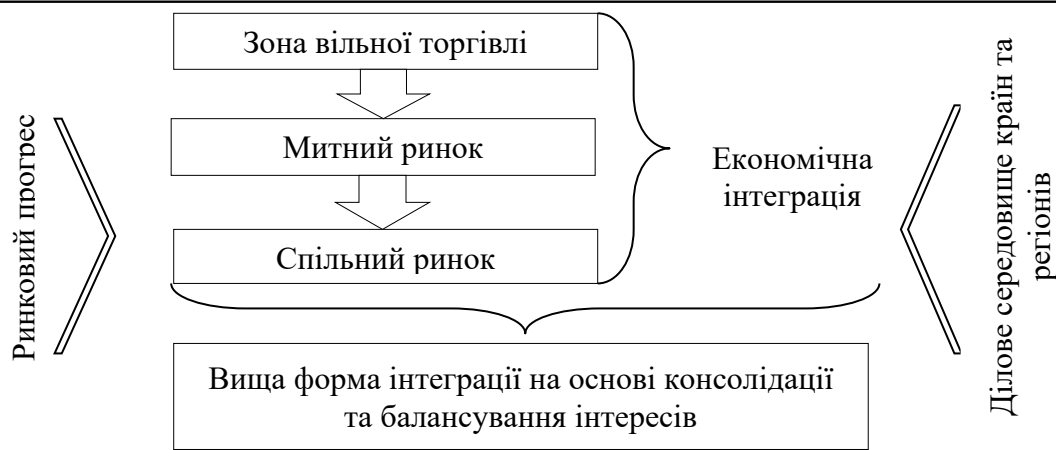 Ринковий прогрес
Зона вільної торгівлі
Митний ринок
Спільний ринок
Економічна
інтеграція
Вища форма інтеграції на основі консолідації
та балансування інтересів
Ділове середовище країн та
регіонів